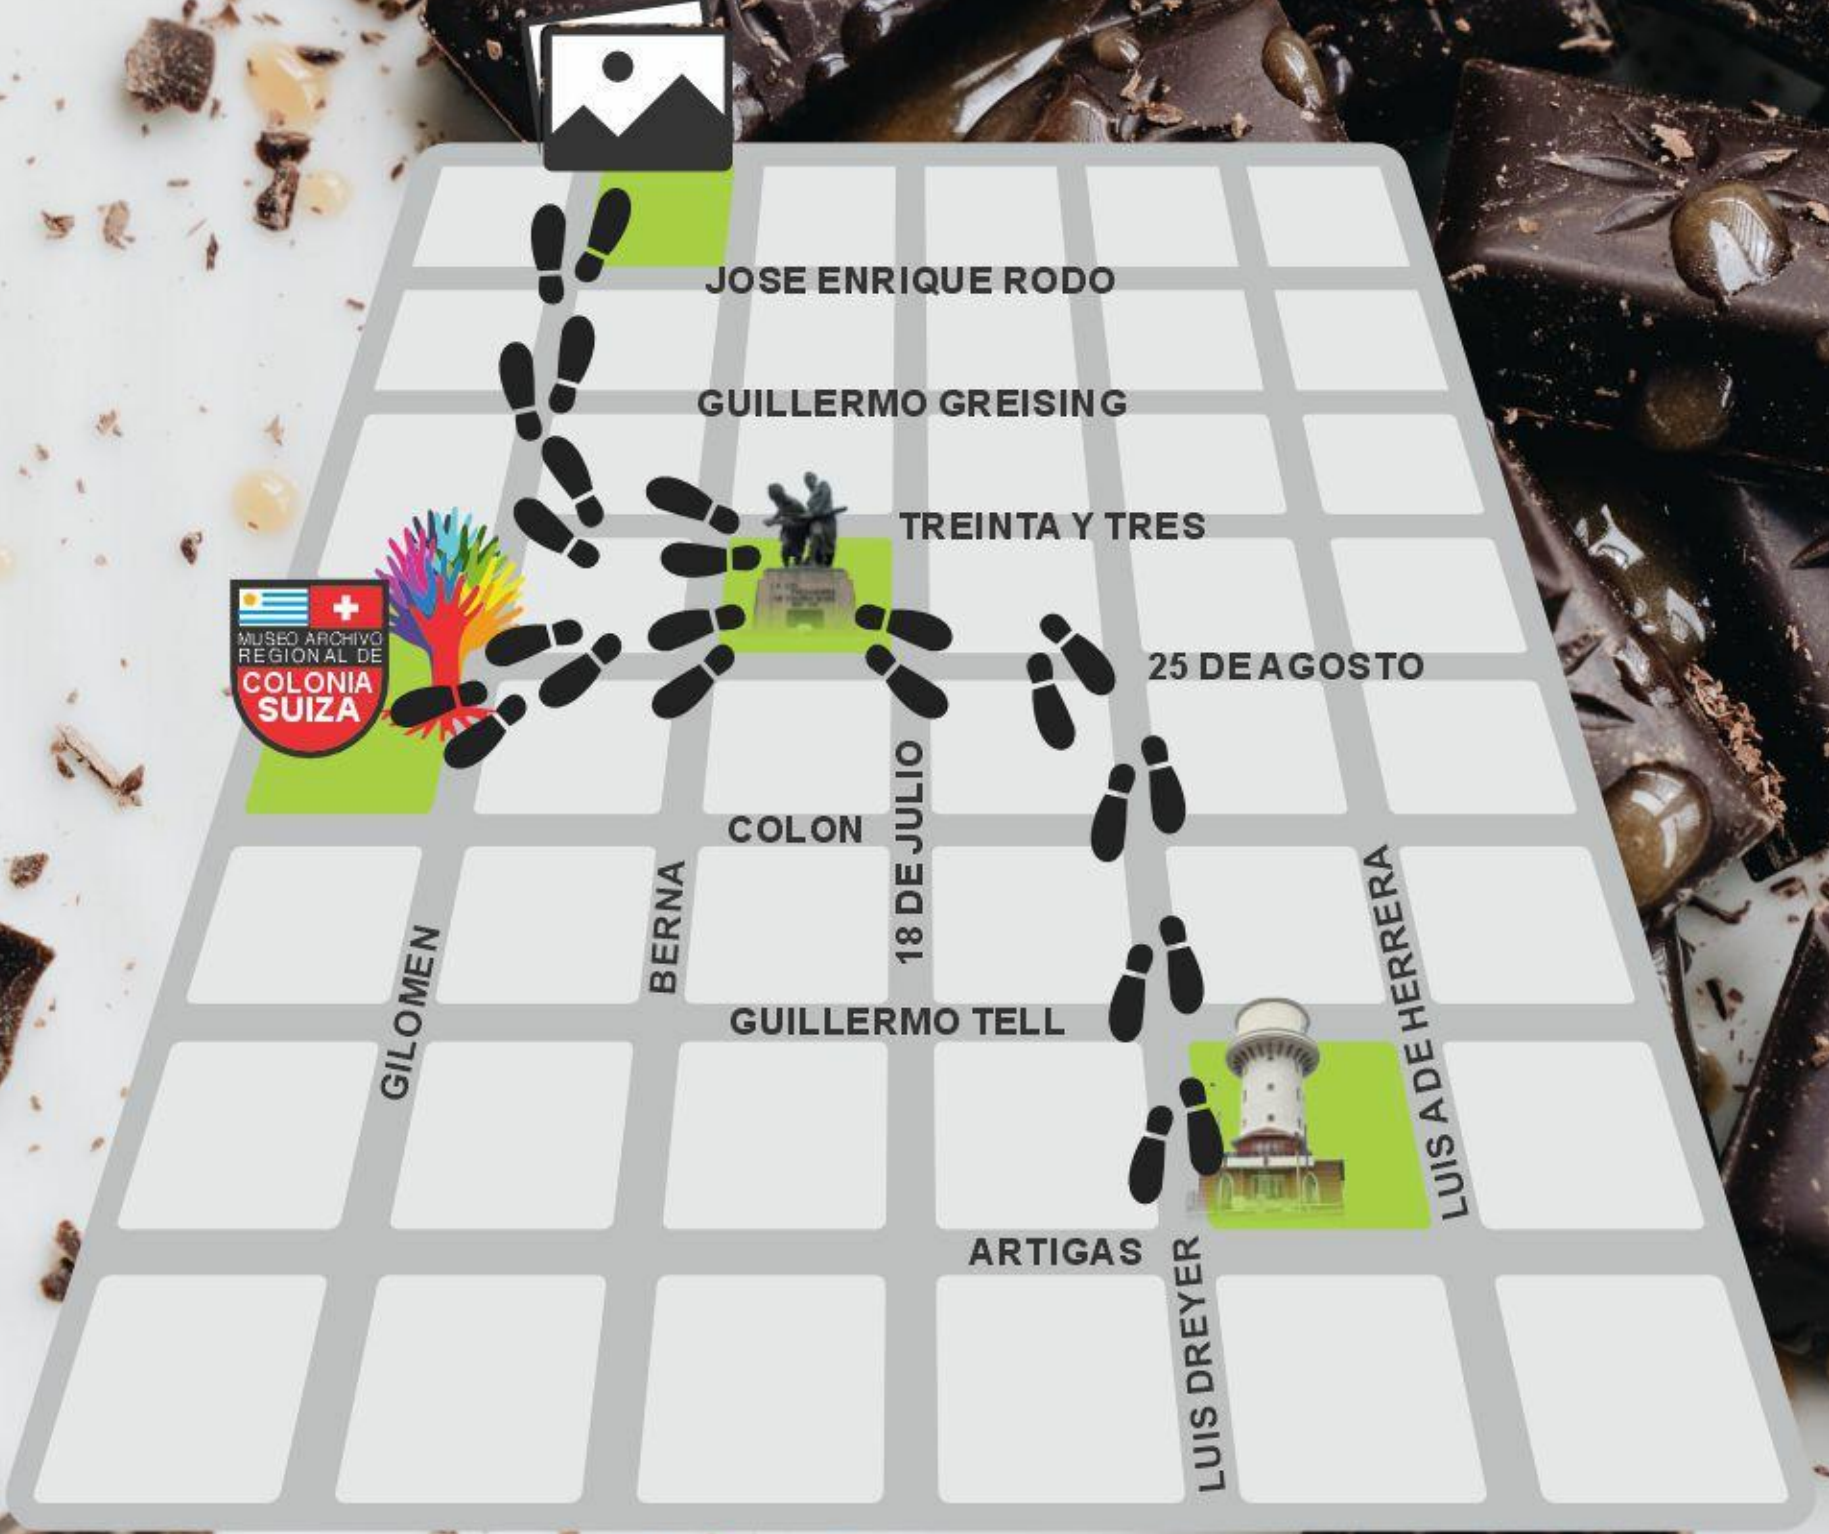 JOSE ENRIQUE RODO
GUILLERMO GREISING
TREINTA Y TRES
MUSEO ARCHIVO
REGIONAL DE
COLONIA
SUIZA
25 DE AGOSTO
COLON
18 DE JULIO
BERNA
GILOMEN
LUIS A DE HERRERA
GUILLERMO TELL
ARTIGAS
LUIS DREYER